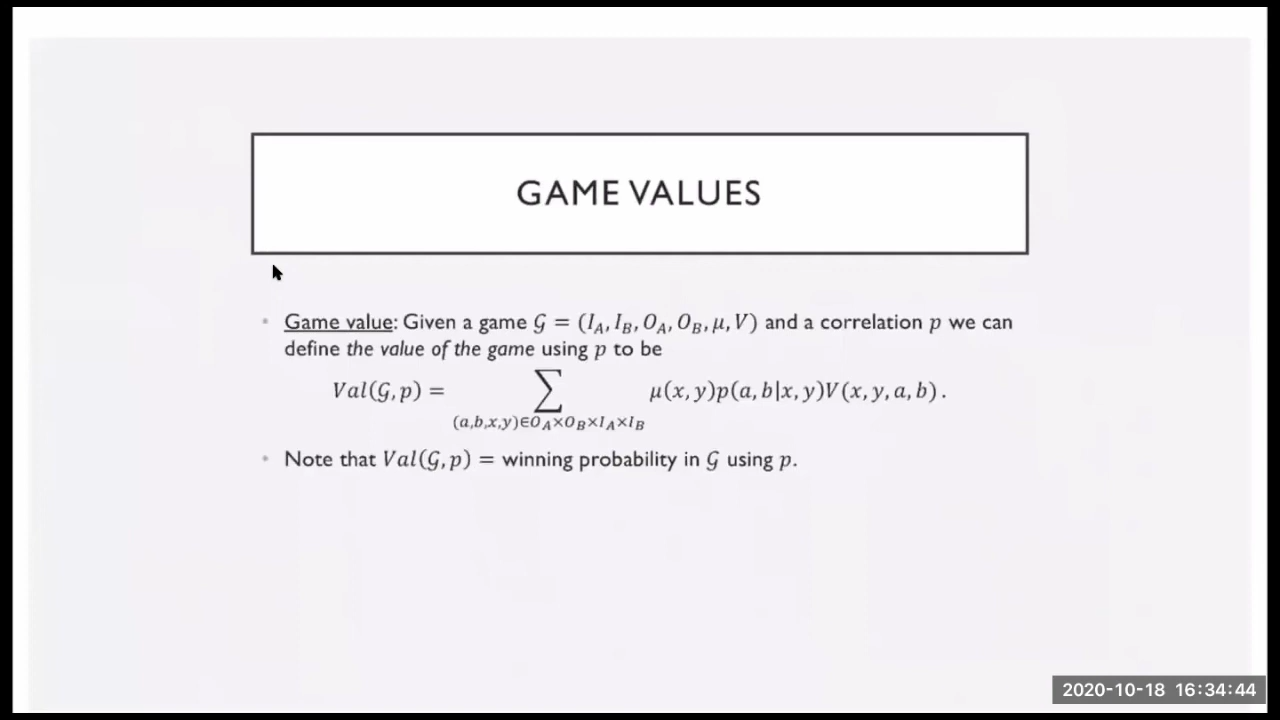 GAME VALUES
• Game value: Given a game 𝒢 = (I_A, I_B, O_A, O_B, μ, V) and a correlation p we can
define the value of the game using p to be
Val(𝒢, p) = ∑_{(a,b,x,y)∈O_A×O_B×I_A×I_B} μ(x, y)p(a, b|x, y)V(x, y, a, b).
• Note that Val(𝒢, p) = winning probability in 𝒢 using p.
2020-10-18 16:34:44